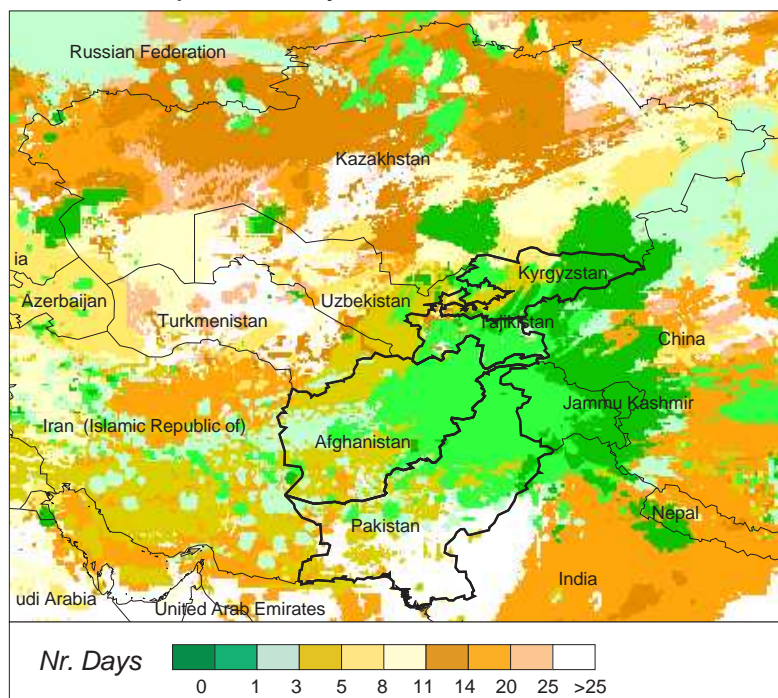 Russian Federation
Kazakhstan
ia
Kyrgyzstan
Azerbaijan
Uzbekistan
Turkmenistan
Tajikistan
China
Jammu Kashmir
Iran (Islamic Republic of)
Afghanistan
Pakistan
Nepal
India
udi Arabia
United Arab Emirates
Nr. Days
0 1 3 5 8 11 14 20 25 >25